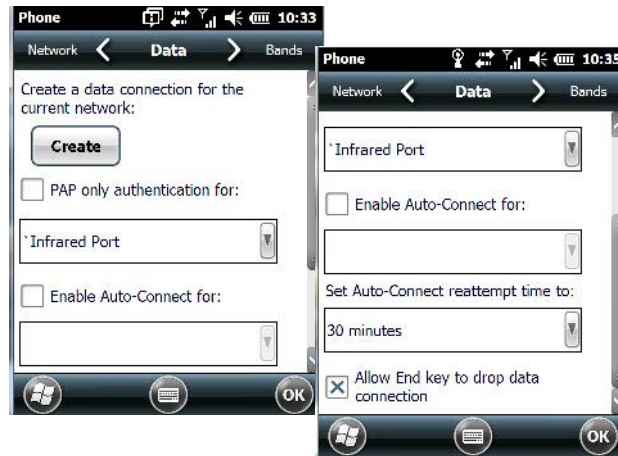 Phone 10:33
Network Data Bands
Create a data connection for the
current network:
Create
PAP only authentication for:
`Infrared Port
Enable Auto-Connect for:
OK
Phone 10:35
Network Data Bands
`Infrared Port
Enable Auto-Connect for:
Set Auto-Connect reattempt time to:
30 minutes
Allow End key to drop data
connection
OK